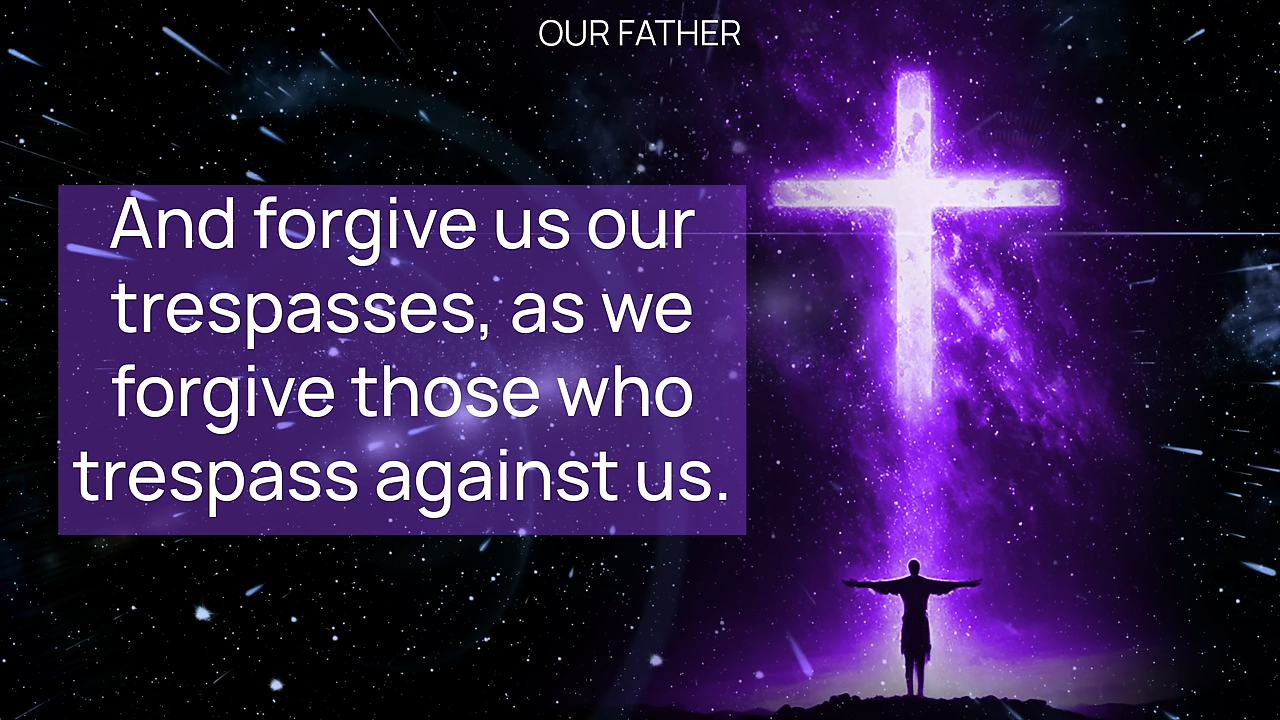 OUR FATHER
And forgive us our
trespasses, as we
forgive those who
trespass against us.